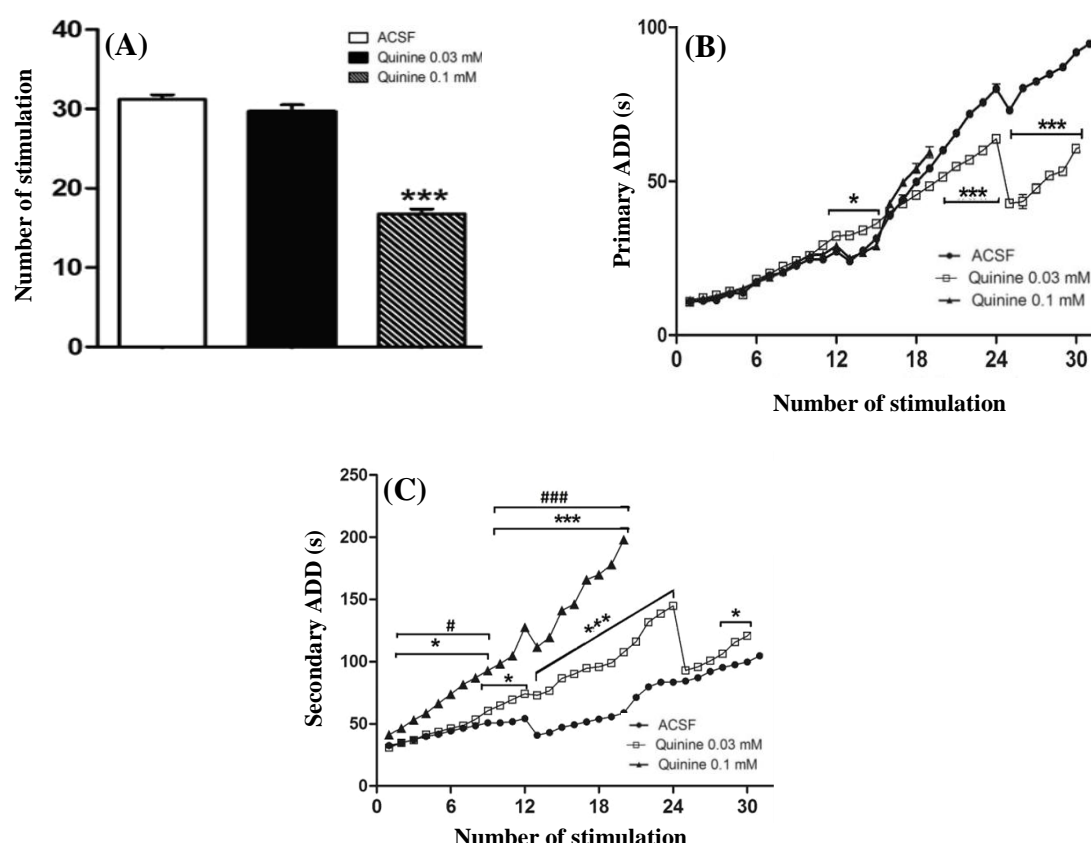 (A)
Number of stimulation
40
30
20
10
0
ACSF
Quinine 0.03 mM
Quinine 0.1 mM
***
(B)
Primary ADD (s)
100
50
0
*
***
***
ACSF
Quinine 0.03 mM
Quinine 0.1 mM
0 6 12 18 24 30
Number of stimulation
(C)
Secondary ADD (s)
250
200
150
100
50
0
###
***
#
*
*
***
*
ACSF
Quinine 0.03 mM
Quinine 0.1 mM
0 6 12 18 24 30
Number of stimulation